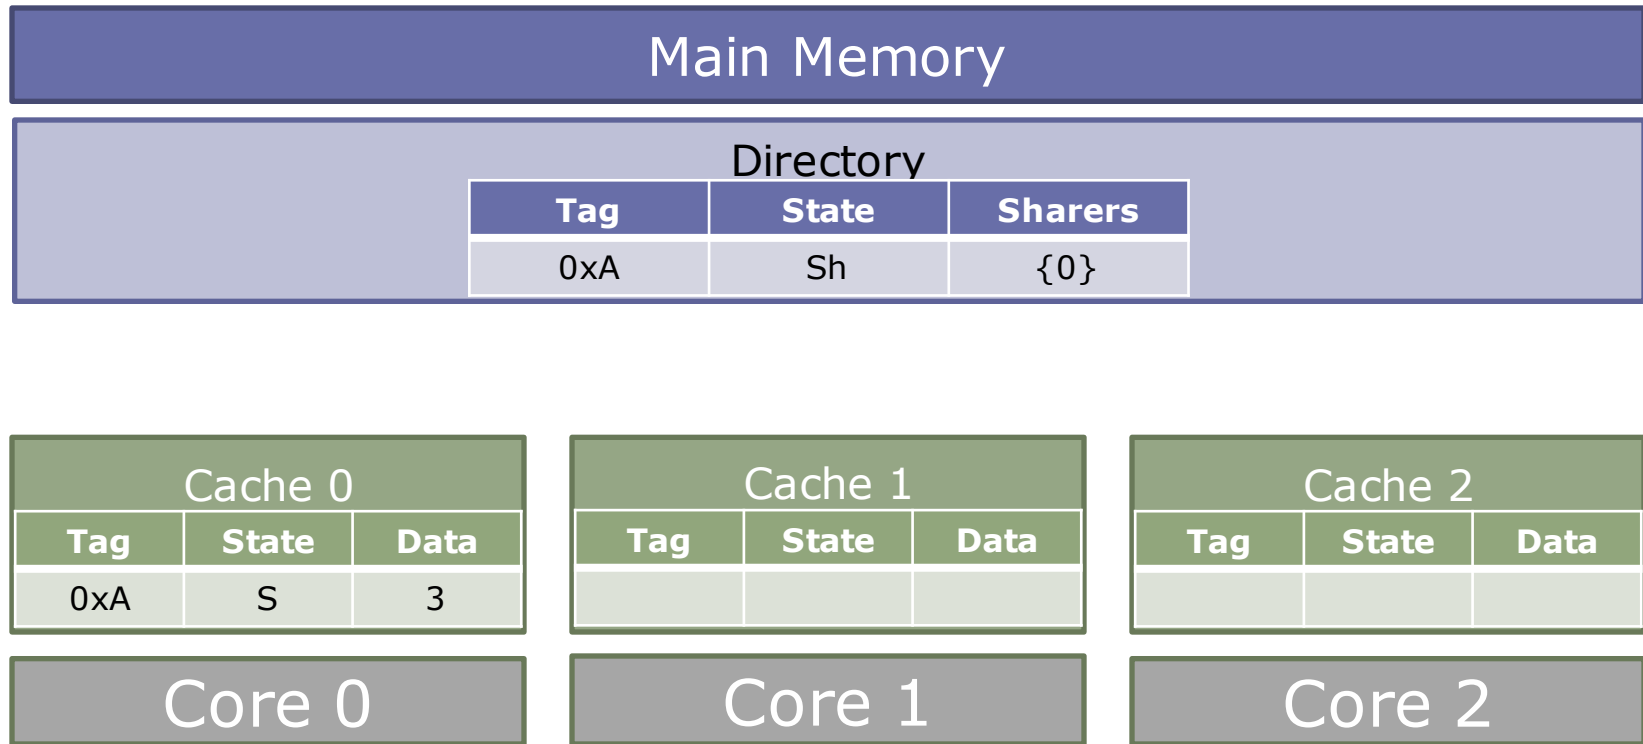 Main Memory
Directory
Tag State Sharers
0xA Sh {0}
Cache 0 Cache 1 Cache 2
Tag State Data Tag State Data Tag State Data
0xA S 3
Core 0 Core 1 Core 2